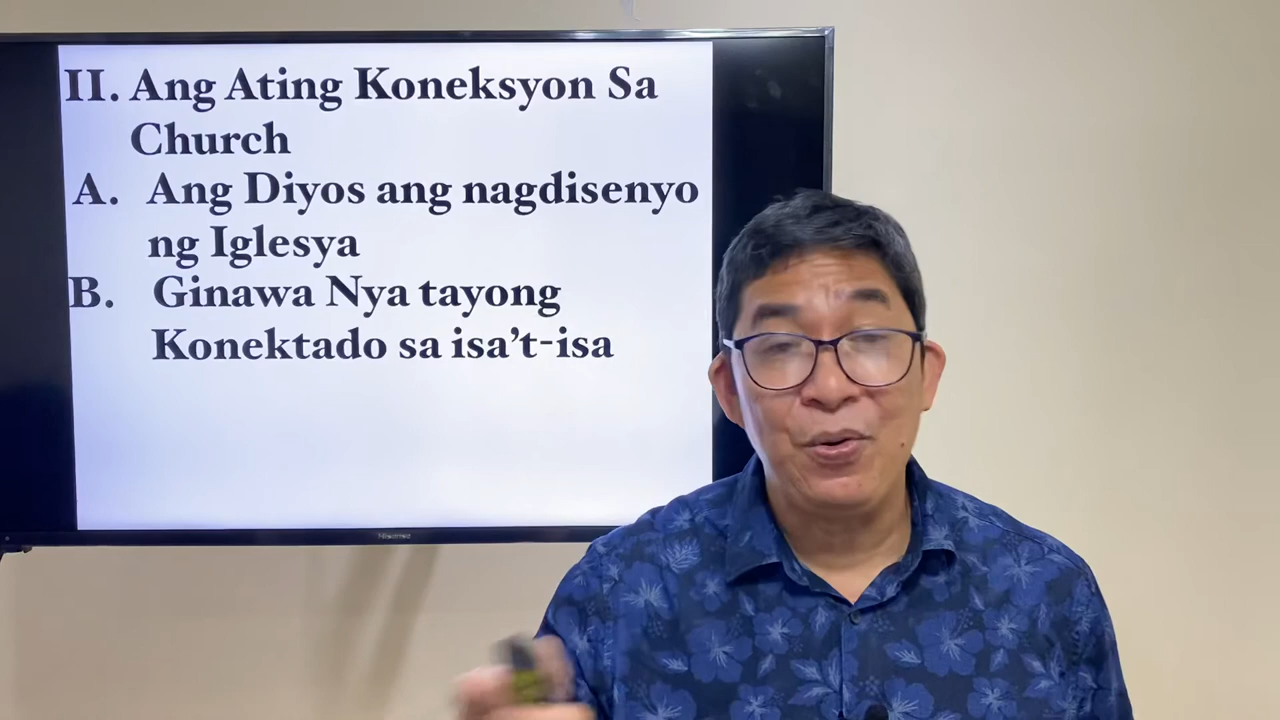 II. Ang Ating Koneksyon Sa
Church
A. Ang Diyos ang nagdisenyo
ng Iglesya
B. Ginawa Nya tayong
Konektado sa isa’t-isa
Hisense